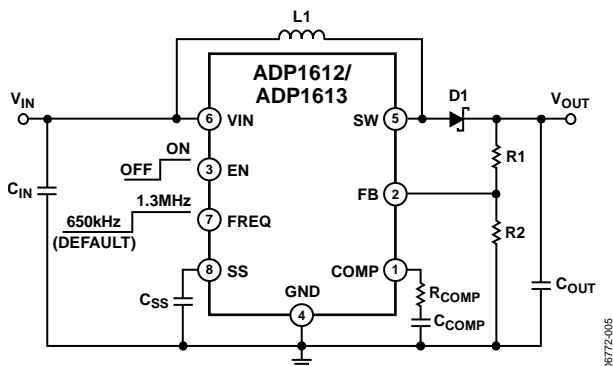 L1
ADP1612/
ADP1613
VIN
6
VIN
SW
5
D1
VOUT
ON
OFF
3
EN
R1
CIN
1.3MHz
FB
2
650kHz
(DEFAULT)
7
FREQ
R2
8
SS
COMP
1
CSS
GND
4
RCOMP
CCOMP
COUT
06772-005